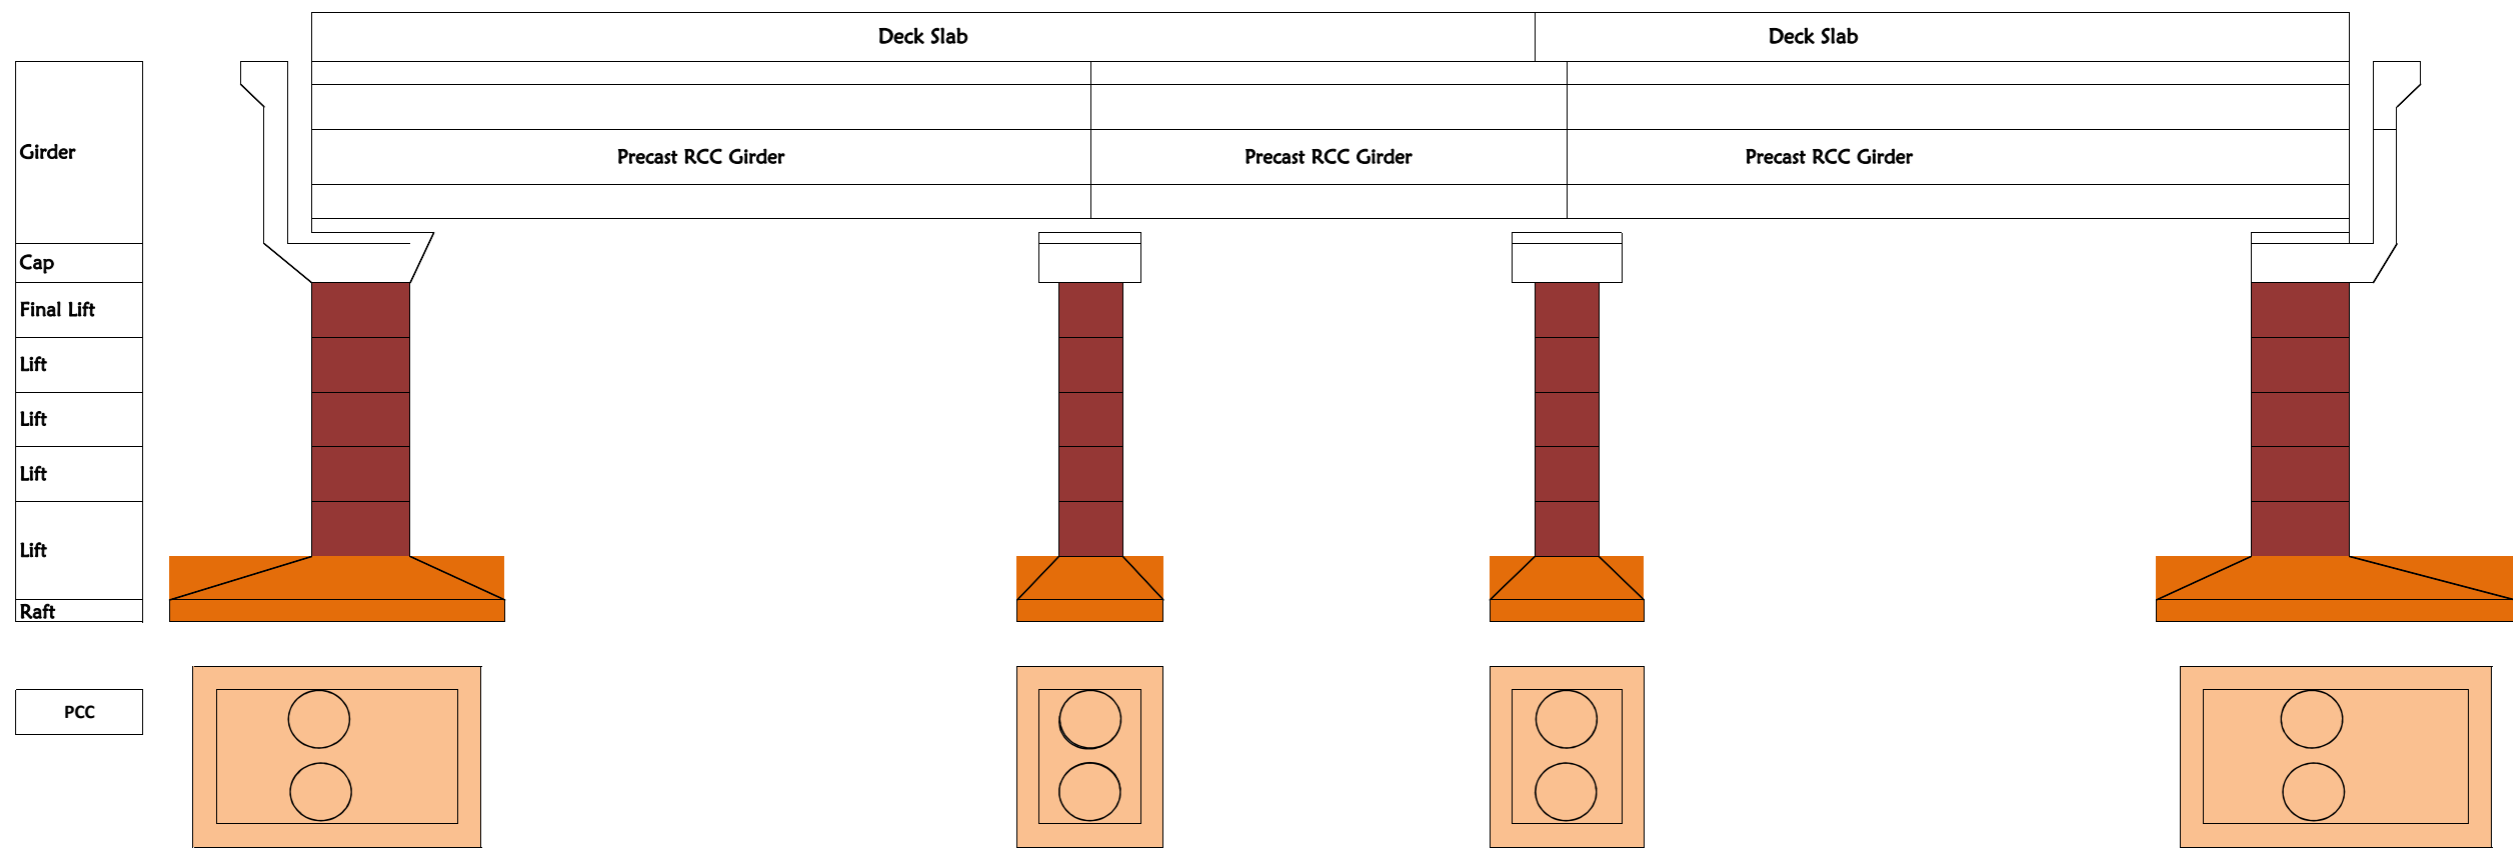 Deck Slab
Deck Slab
Girder
Precast RCC Girder
Precast RCC Girder
Precast RCC Girder
Cap
Final Lift
Lift
Lift
Lift
Lift
Raft
PCC